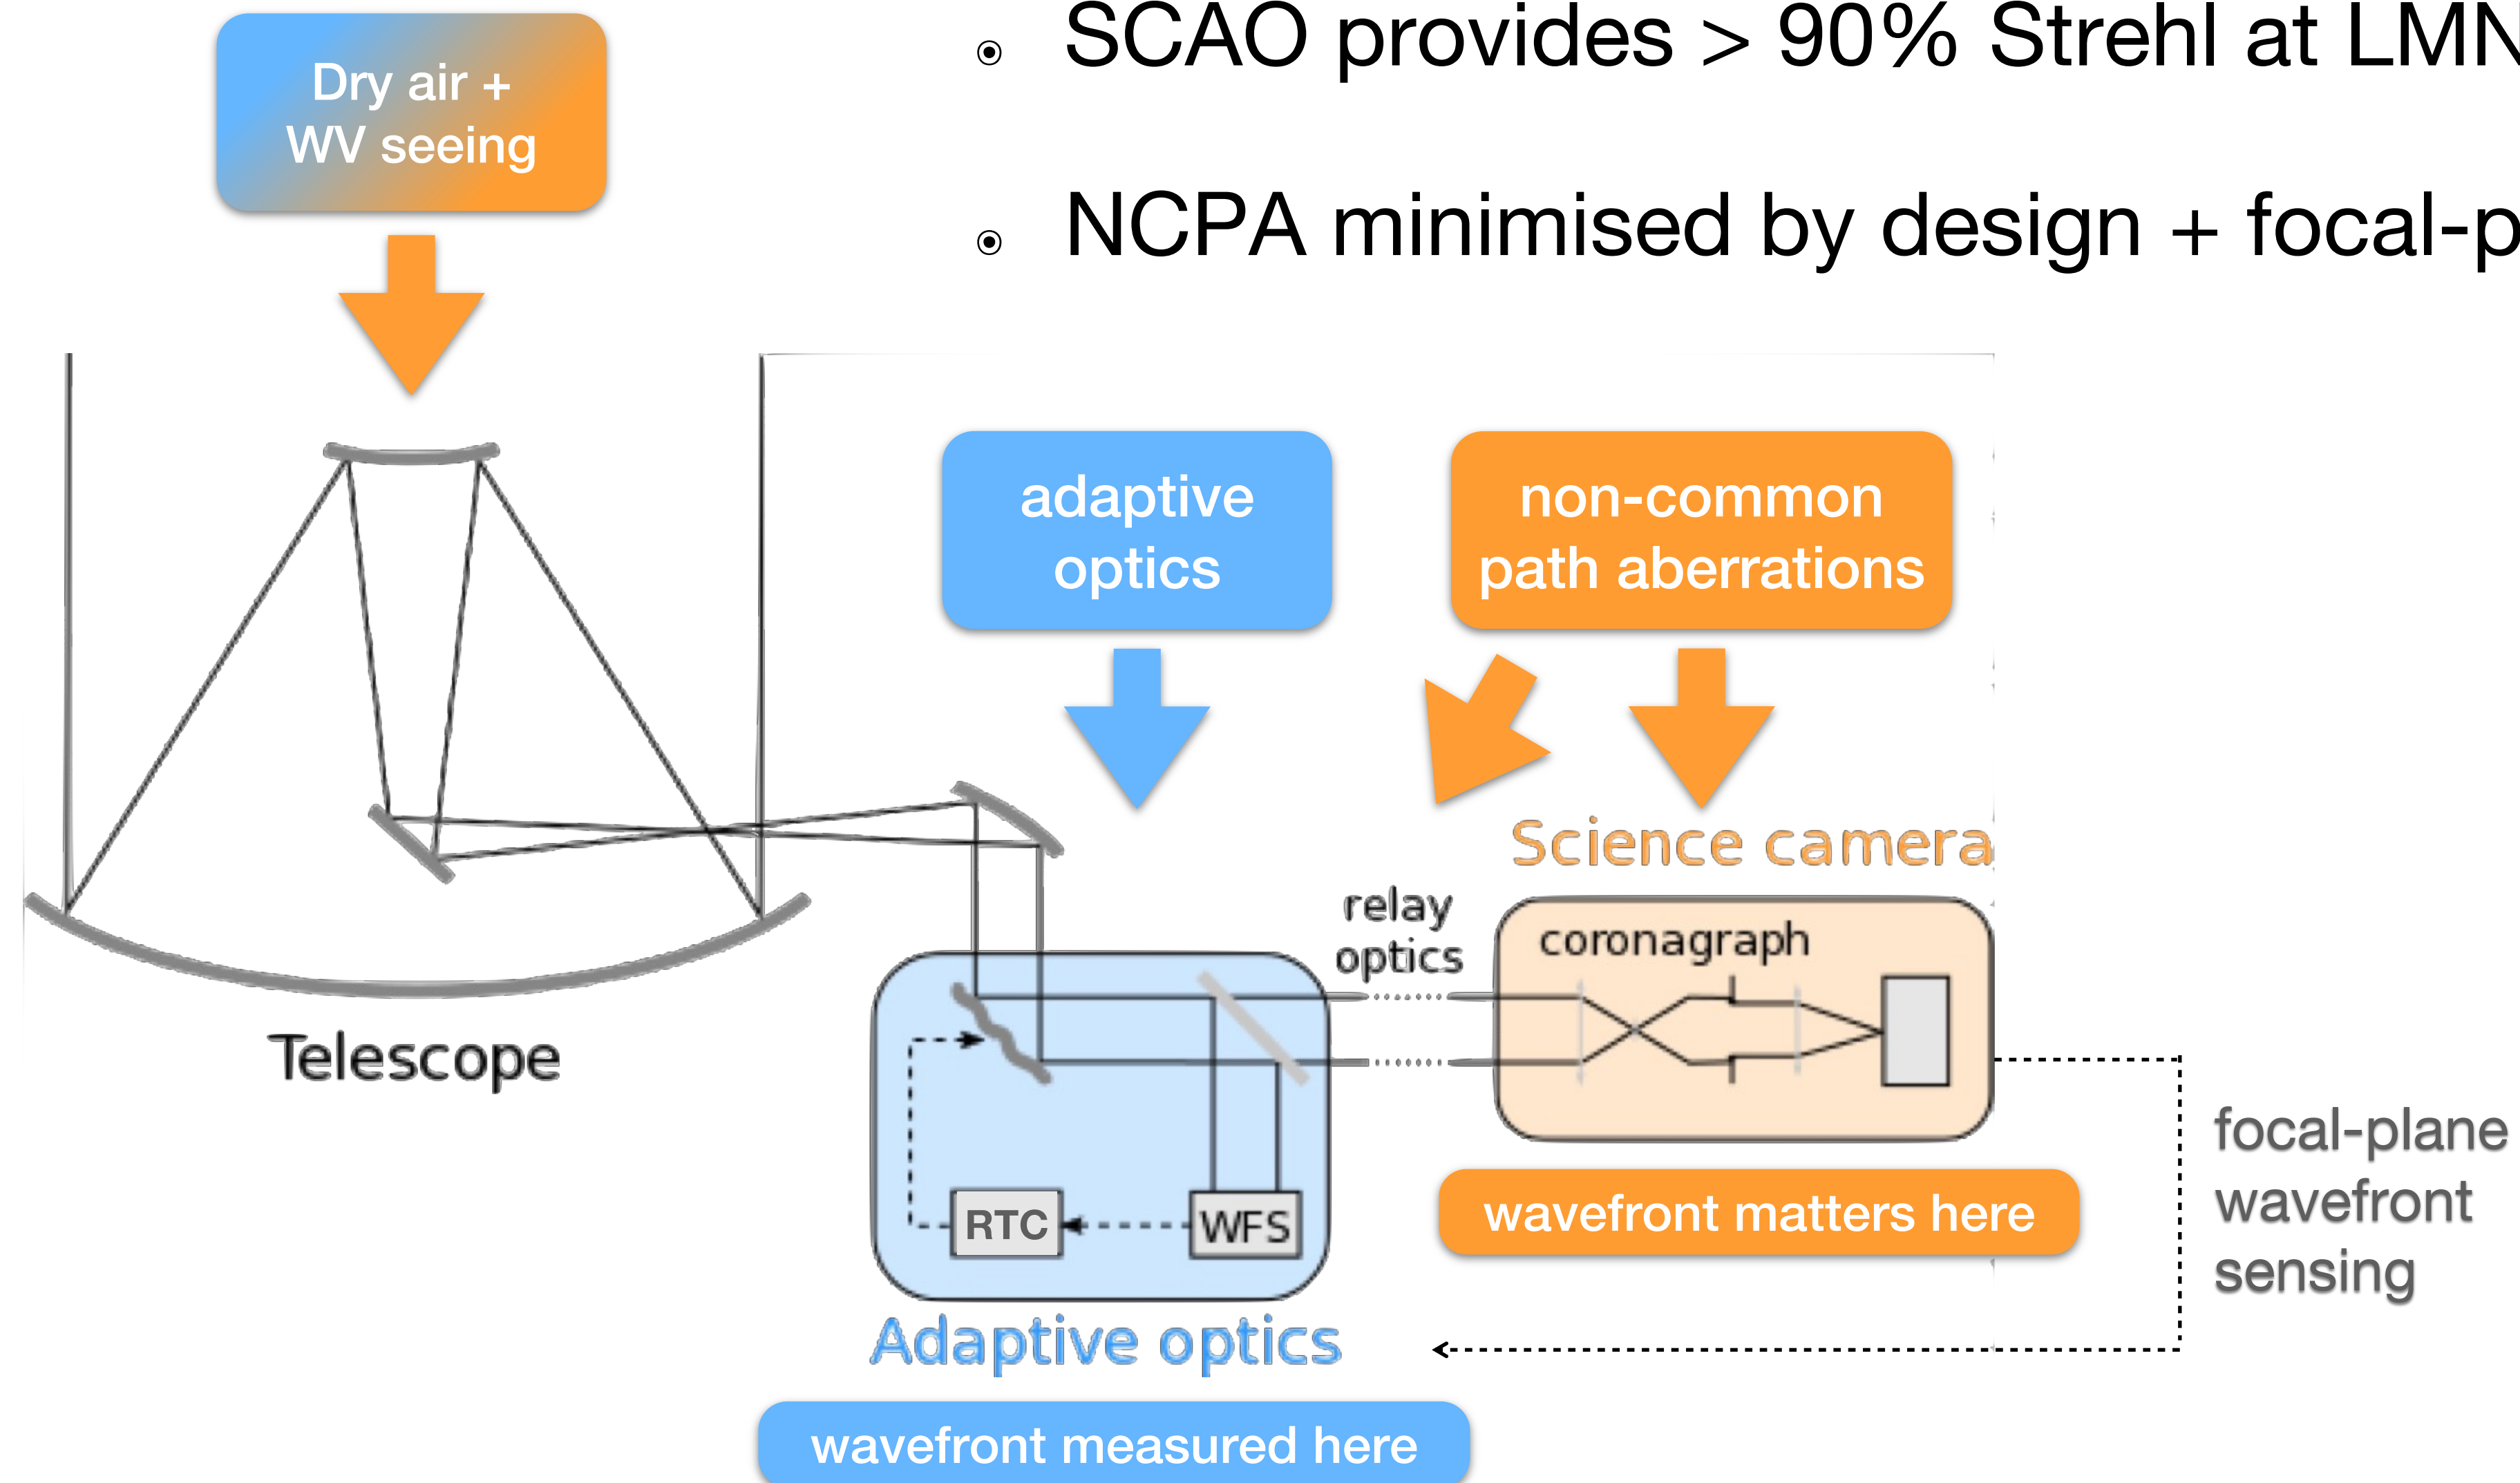 SCAO provides > 90% Strehl at LMN
NCPA minimised by design + focal-p
Dry air +
WV seeing
adaptive
optics
non-common
path aberrations
Science camera
relay
optics
coronagraph
Telescope
RTC
WFS
Adaptive optics
wavefront matters here
focal-plane
wavefront
sensing
wavefront measured here